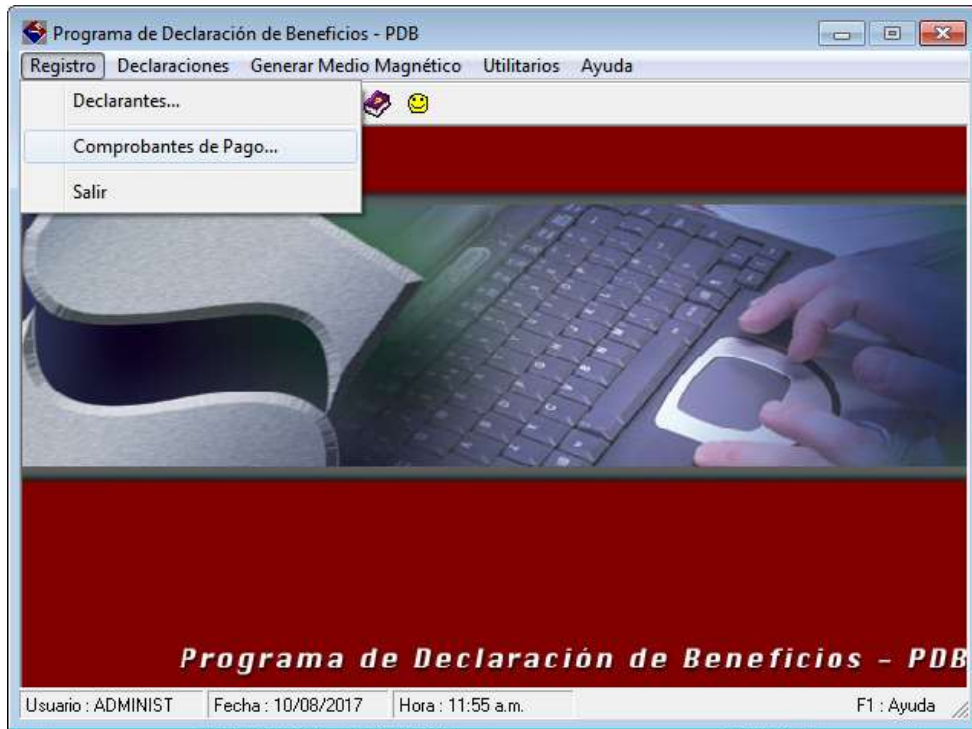 Programa de Declaración de Beneficios - PDB
Registro Declaraciones Generar Medio Magnético Utilitarios Ayuda
Declarantes...
Comprobantes de Pago...
Salir
Programa de Declaración de Beneficios - PDB
Usuario : ADMINIST Fecha : 10/08/2017 Hora : 11:55 a.m. F1 : Ayuda